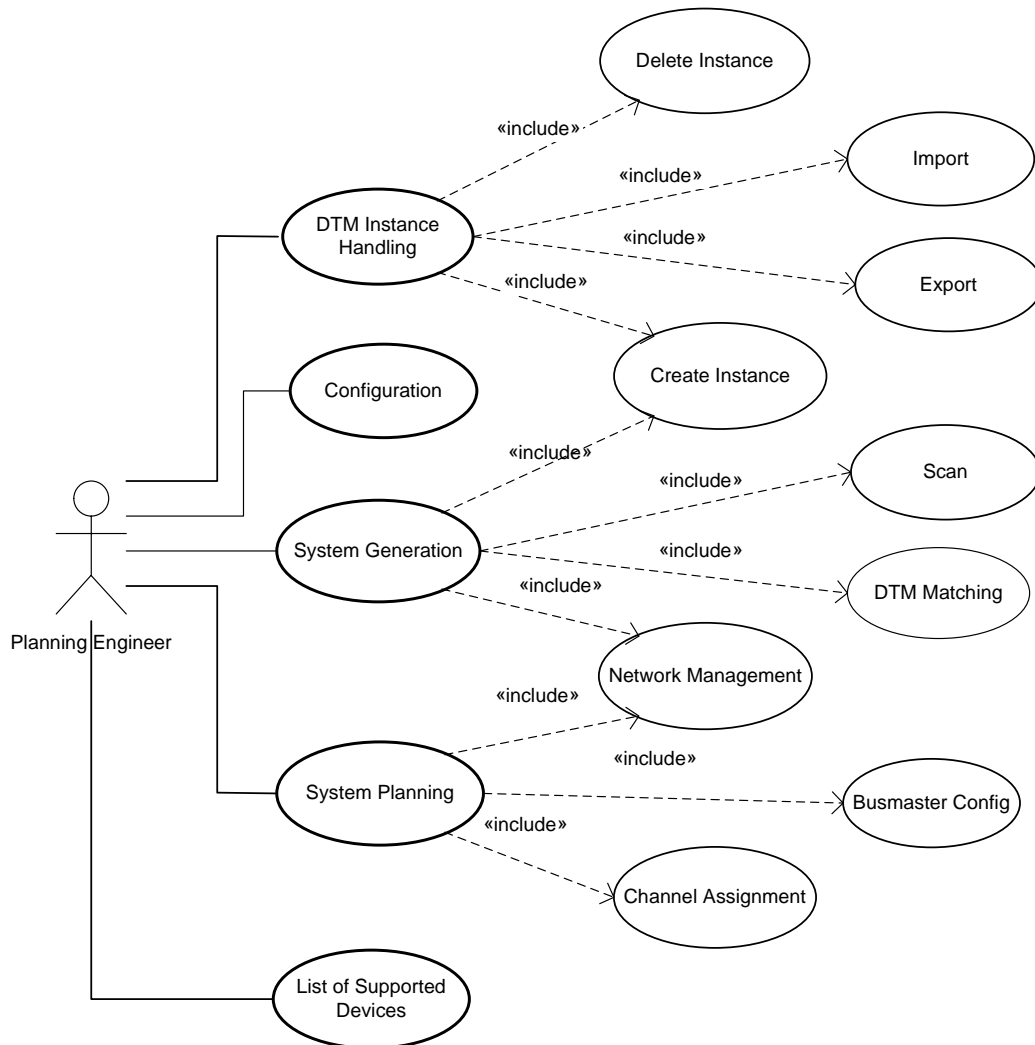 Delete Instance
«include»
Import
«include»
DTM Instance
Handling
«include»
Export
«include»
Create Instance
Configuration
«include»
Scan
«include»
System Generation
«include»
DTM Matching
«include»
Planning Engineer
Network Management
«include»
«include»
System Planning
Busmaster Config
«include»
Channel Assignment
List of Supported
Devices